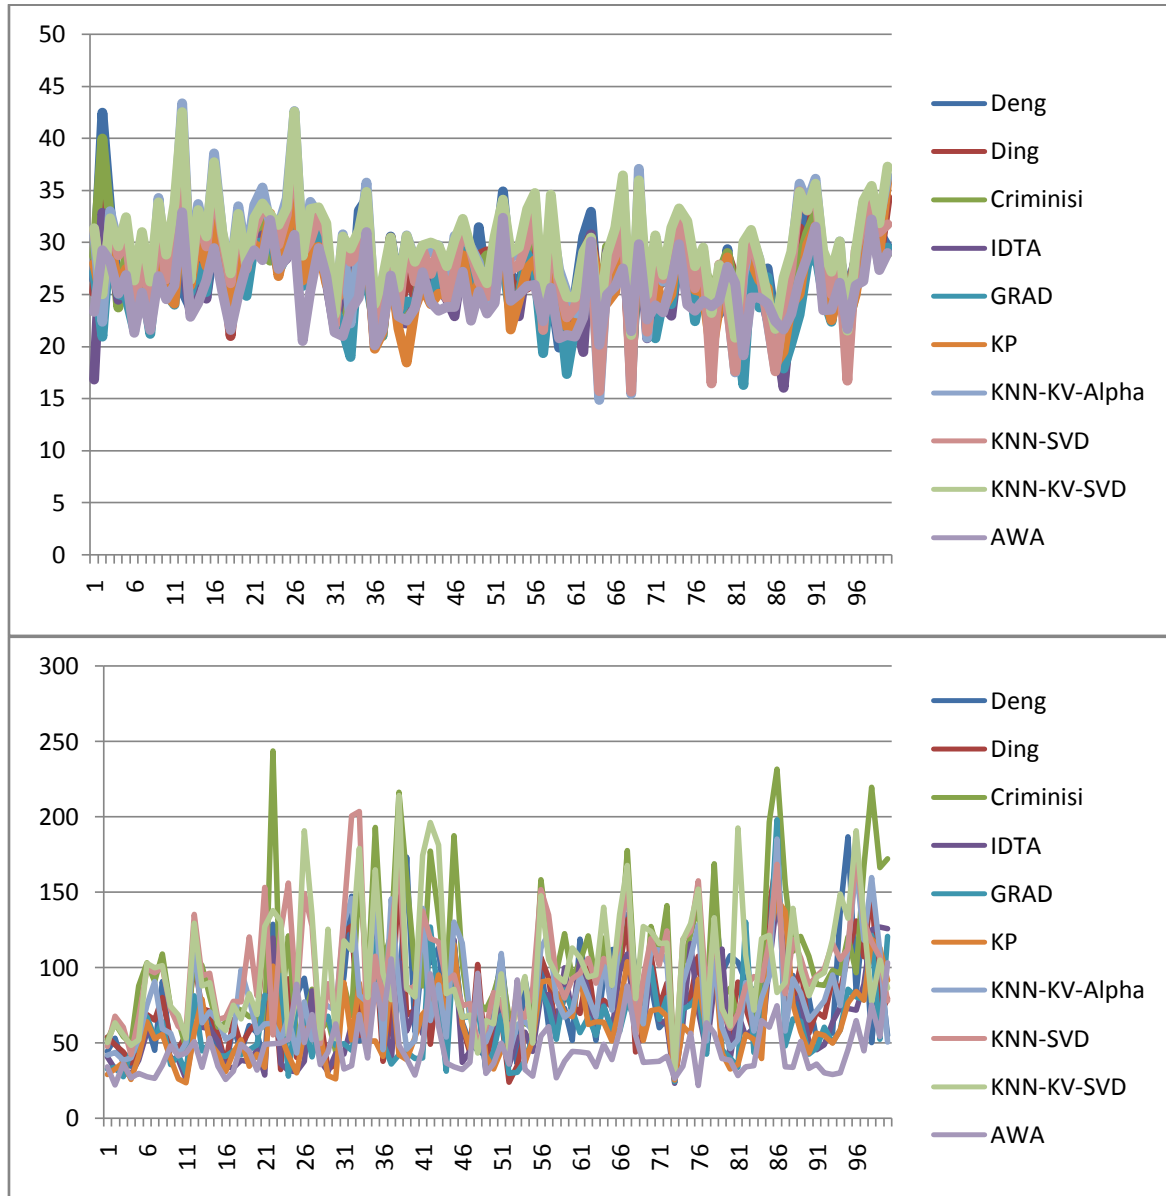 50
45
40
35
30
25
20
15
10
5
0
1 6 11 16 21 26 31 36 41 46 51 56 61 66 71 76 81 86 91 96
Deng
Ding
Criminisi
IDTA
GRAD
KP
KNN-KV-Alpha
KNN-SVD
KNN-KV-SVD
AWA
300
250
200
150
100
50
0
1 6 11 16 21 26 31 36 41 46 51 56 61 66 71 76 81 86 91 96
Deng
Ding
Criminisi
IDTA
GRAD
KP
KNN-KV-Alpha
KNN-SVD
KNN-KV-SVD
AWA